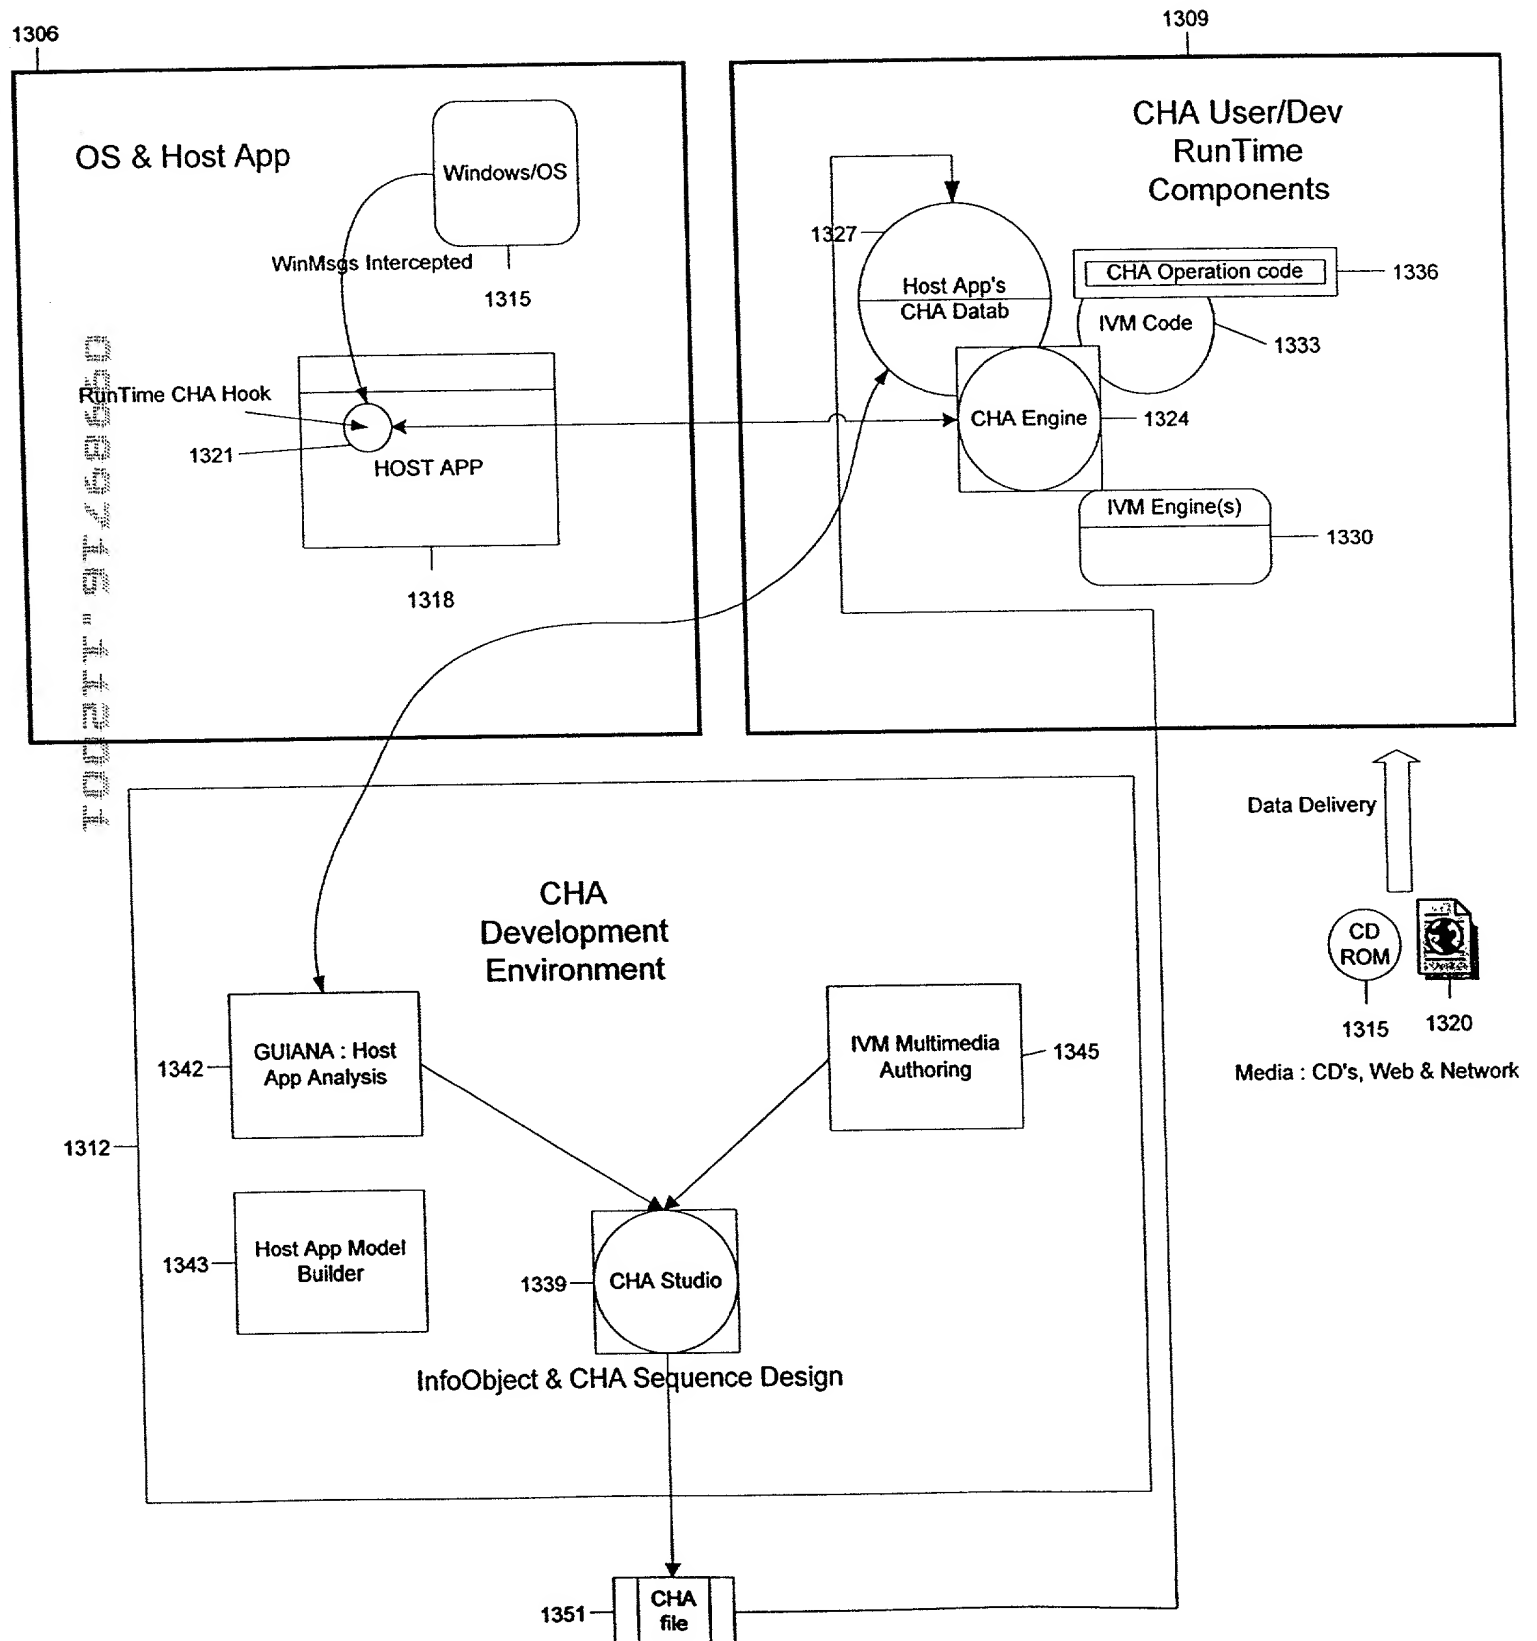 1306
1309
OS & Host App
Windows/OS
WinMsgs Intercepted
1315
RunTime CHA Hook
1321
HOST APP
1318
CHA User/Dev
RunTime
Components
1327
Host App's
CHA Datab
CHA Operation code
1336
IVM Code
1333
CHA Engine
1324
IVM Engine(s)
1330
09989716.112001
Data Delivery
CD
ROM
1315
1320
Media : CD's, Web & Network
CHA
Development
Environment
GUIANA : Host
App Analysis
1342
IVM Multimedia
Authoring
1345
1312
Host App Model
Builder
1343
1339
CHA Studio
InfoObject & CHA Sequence Design
1351
CHA
file